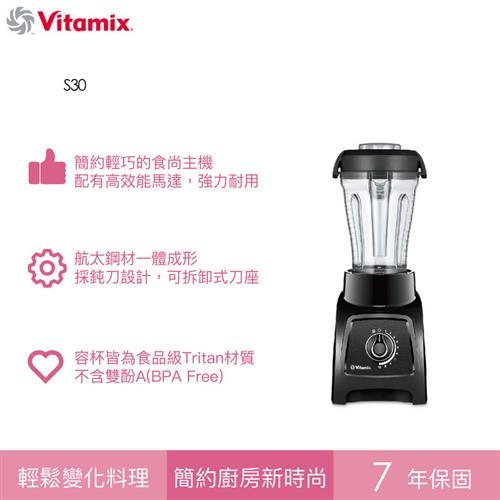 Vitamix
S30
簡約輕巧的食尚主機
配有高效能馬達，強力耐用
航太鋼材一體成形
採鈍刀設計，可拆卸式刀座
容杯皆為食品級Tritan材質
不含雙酚A(BPA Free)
Vitamix
輕鬆變化料理
簡約廚房新時尚
7 年保固